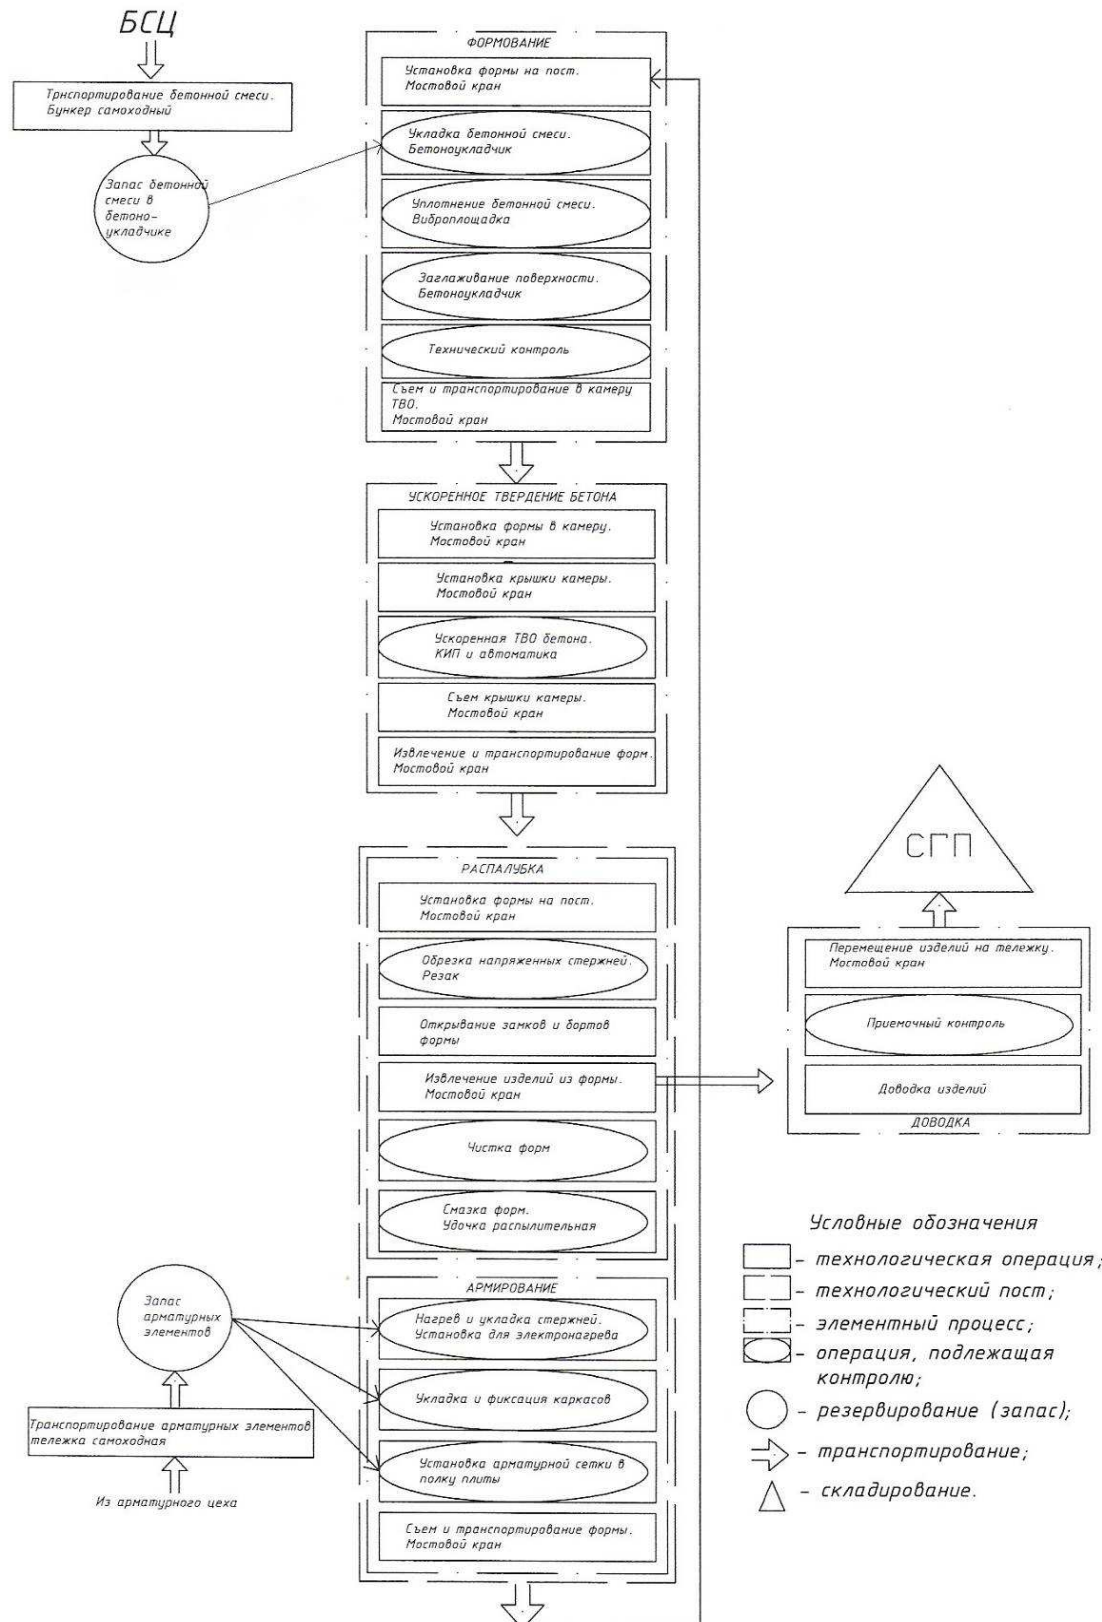 БСЦ
Трнспортирование бетонной смеси.
Бункер самоходный
Запас бетонной
смеси в
бетоно-
укладчике
ФОРМОВАНИЕ
Установка формы на пост.
Мостовой кран
Укладка бетонной смеси.
Бетоноукладчик
Уплотнение бетонной смеси.
Виброплощадка
Заглаживание поверхности.
Бетоноукладчик
Технический контроль
Съем и транспортирование в камеру
ТВО.
Мостовой кран
УСКОРЕННОЕ ТВЕРДЕНИЕ БЕТОНА
Установка формы в камеру.
Мостовой кран
Установка крышки камеры.
Мостовой кран
Ускоренная ТВО бетона.
КИП и автоматика
Съем крышки камеры.
Мостовой кран
Извлечение и транспортирование форм.
Мостовой кран
РАСПАЛУБКА
Установка формы на пост.
Мостовой кран
Обрезка напряженных стержней.
Резак
Открывание замков и бортов
формы
Извлечение изделий из формы.
Мостовой кран
Чистка форм
Смазка форм.
Удочка распылительная
АРМИРОВАНИЕ
Нагрев и укладка стержней.
Установка для электронагрева
Укладка и фиксация каркасов
Установка арматурной сетки в
полку плиты
Съем и транспортирование формы.
Мостовой кран
Запас
арматурных
элементов
Транспортирование арматурных элементов
тележка самоходная
Из арматурного цеха
СГП
Перемещение изделий на тележку.
Мостовой кран
Приемочный контроль
Доводка изделий
ДОВОДКА
Условные обозначения
- технологическая операция;
- технологический пост;
- элементный процесс;
- операция, подлежащая
контролю;
- резервирование (запас);
- транспортирование;
- складирование.